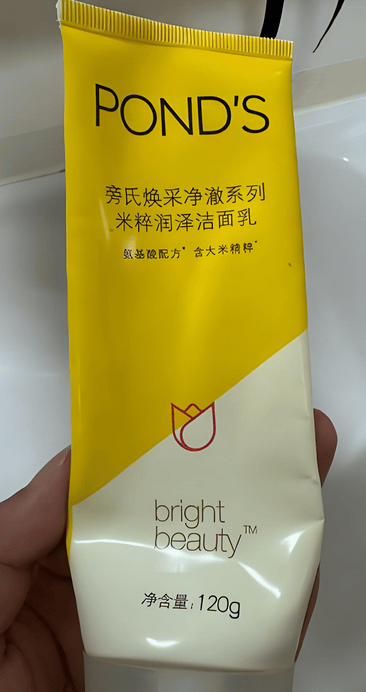 POND'S
旁氏焕采净澈系列
米粹润泽洁面乳
氨基酸配方* 含大米精粹*
bright
beauty™
净含量:120g